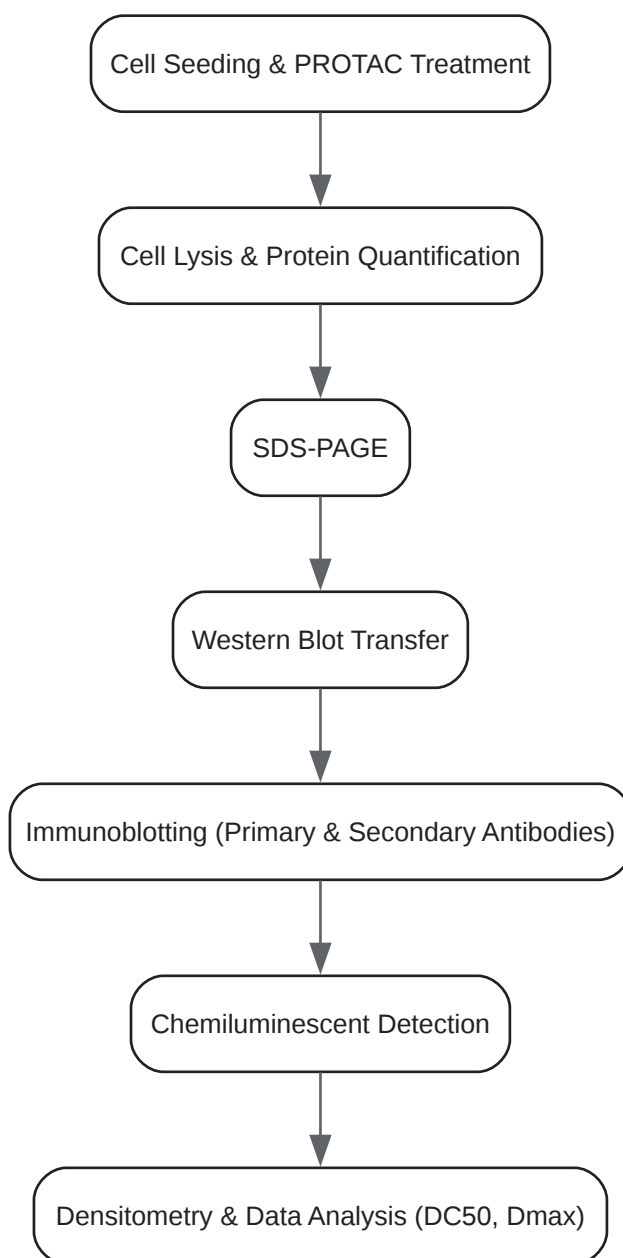 Cell Seeding & PROTAC Treatment
Cell Lysis & Protein Quantification
SDS-PAGE
Western Blot Transfer
Immunoblotting (Primary & Secondary Antibodies)
Chemiluminescent Detection
Densitometry & Data Analysis (DC50, Dmax)